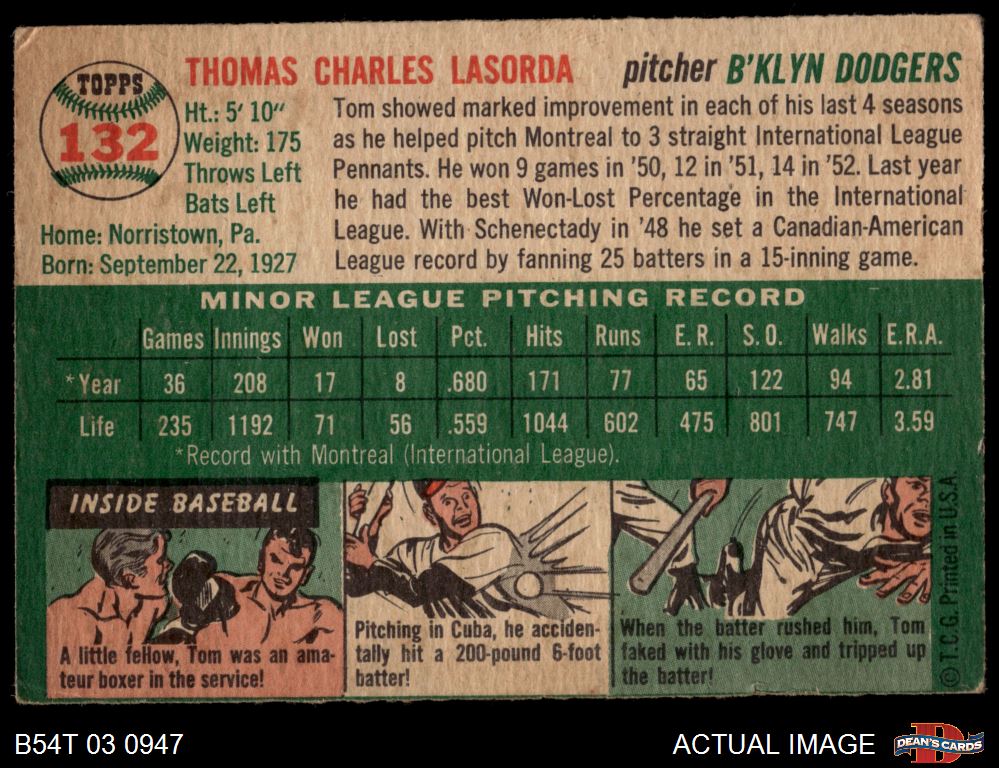 TOPPS
132
THOMAS CHARLES LASORDA pitcher B'KLYN DODGERS
Ht.: 5' 10"
Weight: 175
Throws Left
Bats Left
Home: Norristown, Pa.
Born: September 22, 1927
Tom showed marked improvement in each of his last 4 seasons
as he helped pitch Montreal to 3 straight International League
Pennants. He won 9 games in '50, 12 in '51, 14 in '52. Last year
he had the best Won-Lost Percentage in the International
League. With Schenectady in '48 he set a Canadian-American
League record by fanning 25 batters in a 15-inning game.
MINOR LEAGUE PITCHING RECORD
Games Innings Won Lost Pct. Hits Runs E. R. S. O. Walks E.R.A.
*Year 36 208 17 8 .680 171 77 65 122 94 2.81
Life 235 1192 71 56 .559 1044 602 475 801 747 3.59
*Record with Montreal (International League).
INSIDE BASEBALL
A little fellow, Tom was an ama-
teur boxer in the service!
Pitching in Cuba, he acciden-
tally hit a 200-pound 6-foot
batter!
When the batter rushed him, Tom
faked with his glove and tripped up
the batter!
© T.C.G. Printed in U.S.A.
B54T 03 0947
ACTUAL IMAGE
D
DEAN'S CARDS